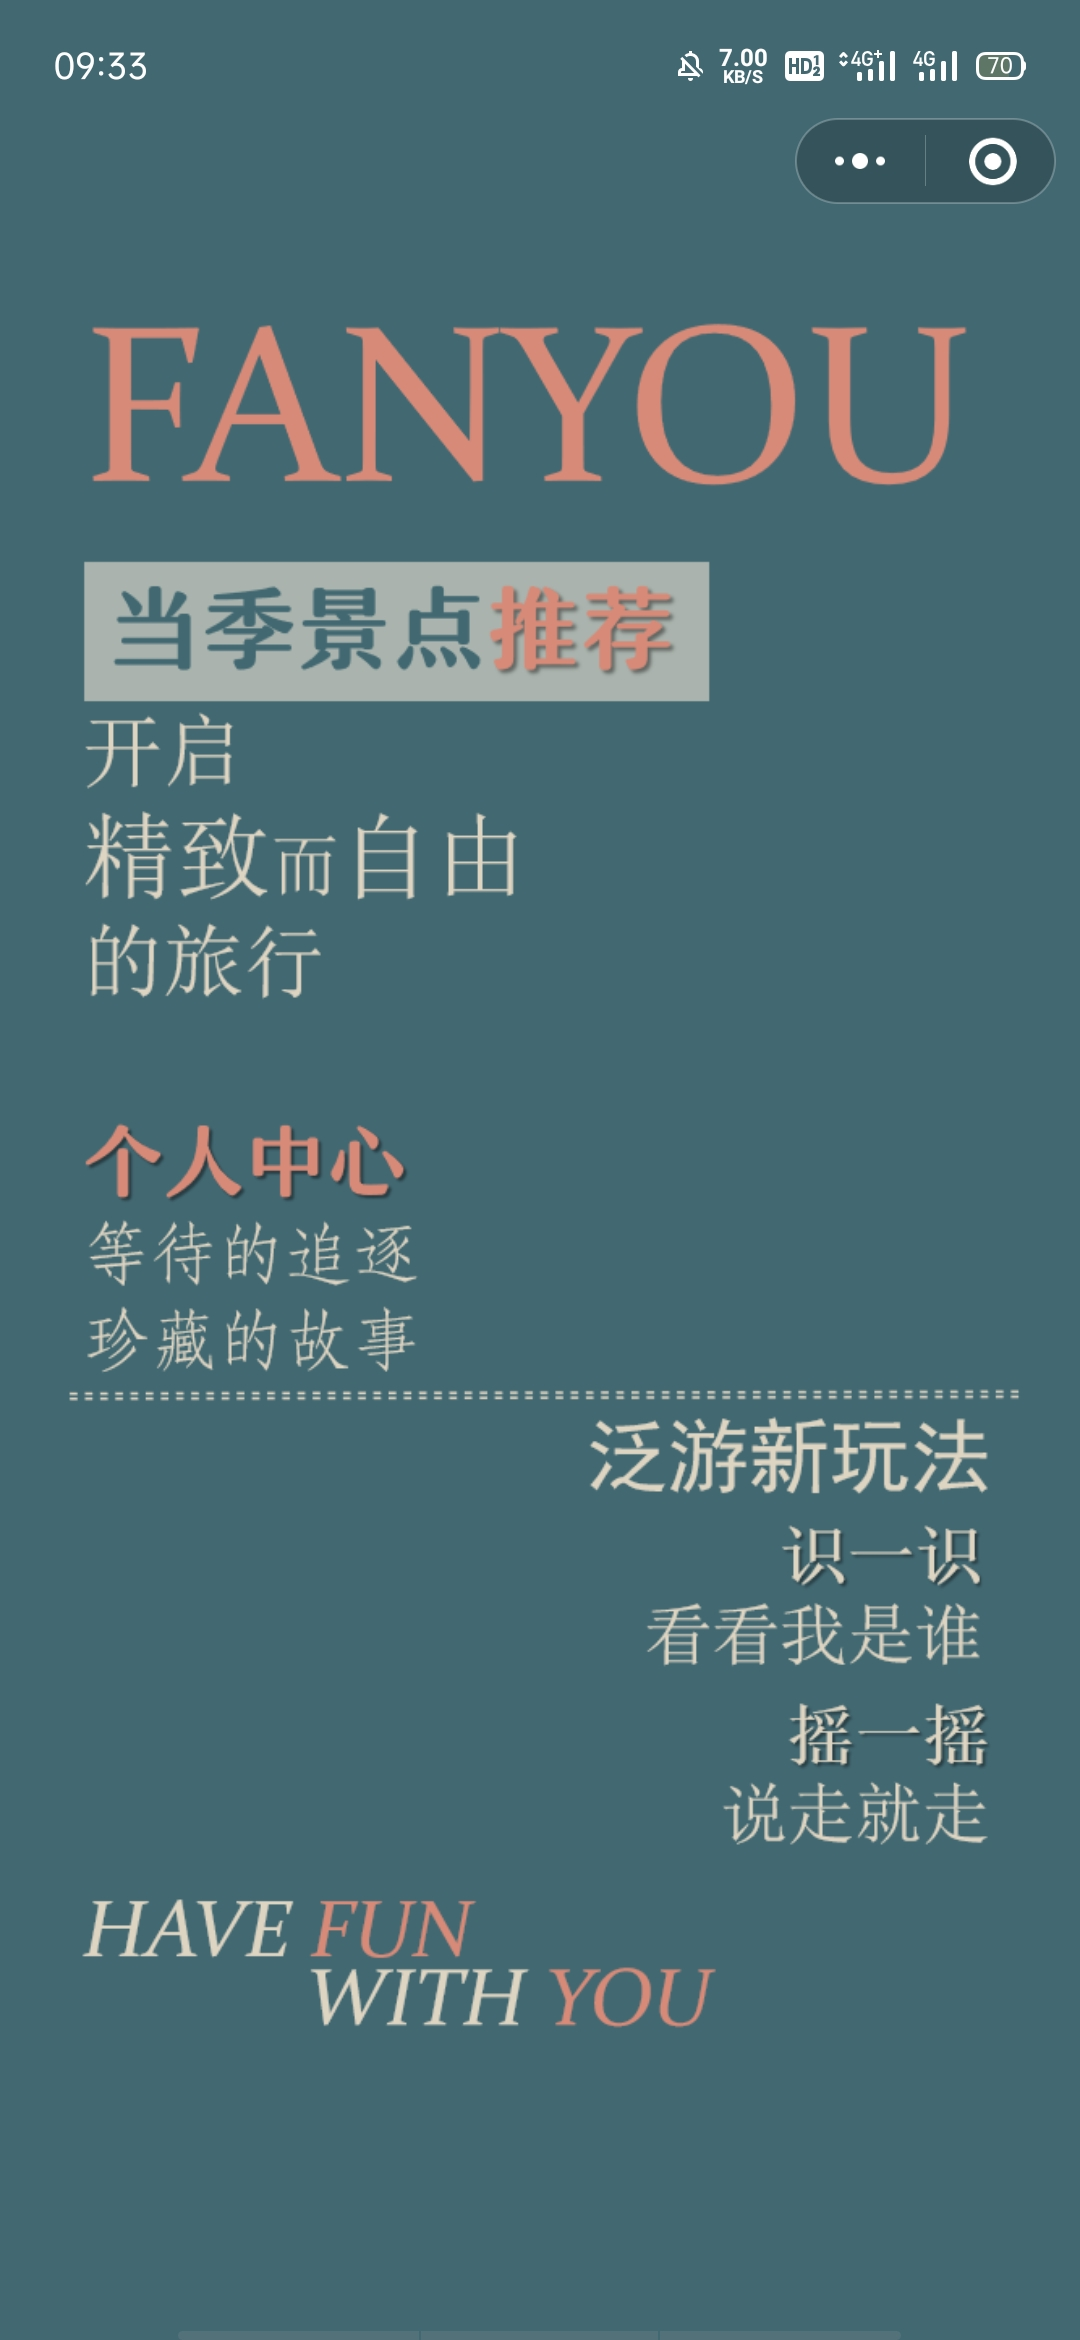 09:33
7.00
KB/S
HD 1 2
4G+
4G
70
FANYOU
当季景点推荐
开启
精致而自由
的旅行
个人中心
等待的追逐
珍藏的故事
泛游新玩法
识一识
看看我是谁
摇一摇
说走就走
HAVE FUN
WITH YOU